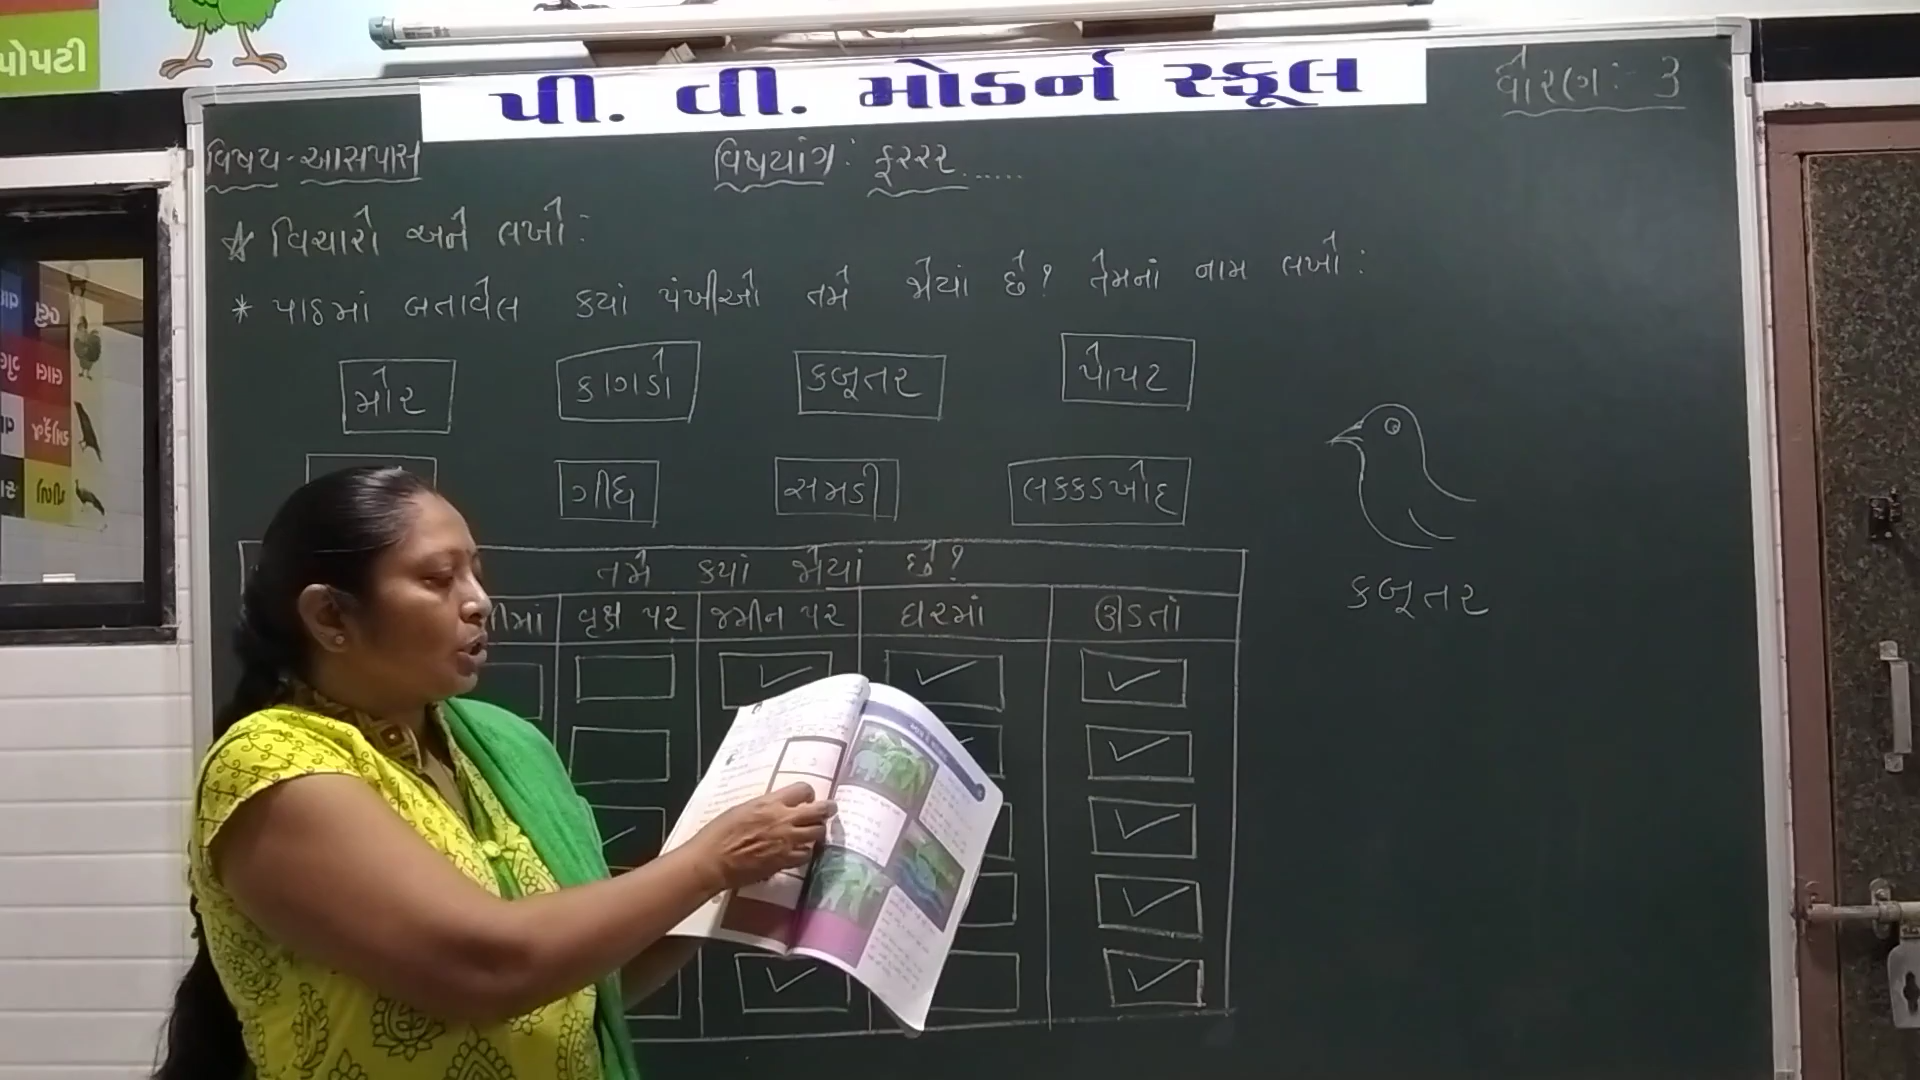 પોપટી
પી. વી. મોડર્ન સ્કૂલ
ધોરણઃ- 3
વિષય-આસપાસ
વિષયાંગઃ ફૂરરર......
વિચારો અને લખોઃ
* પાઠમાં બતાવેલ કયાં પંખીઓ તમે જોયાં છે? તેમનાં નામ લખોઃ
મોર કાગડો કબૂતર પોપટ
ગીધ સમડી લક્કડખોદ
તમે કયાં જોયાં છે?
વૃક્ષ પર જમીન પર ઘરમાં ઊડતાં
કબૂતર